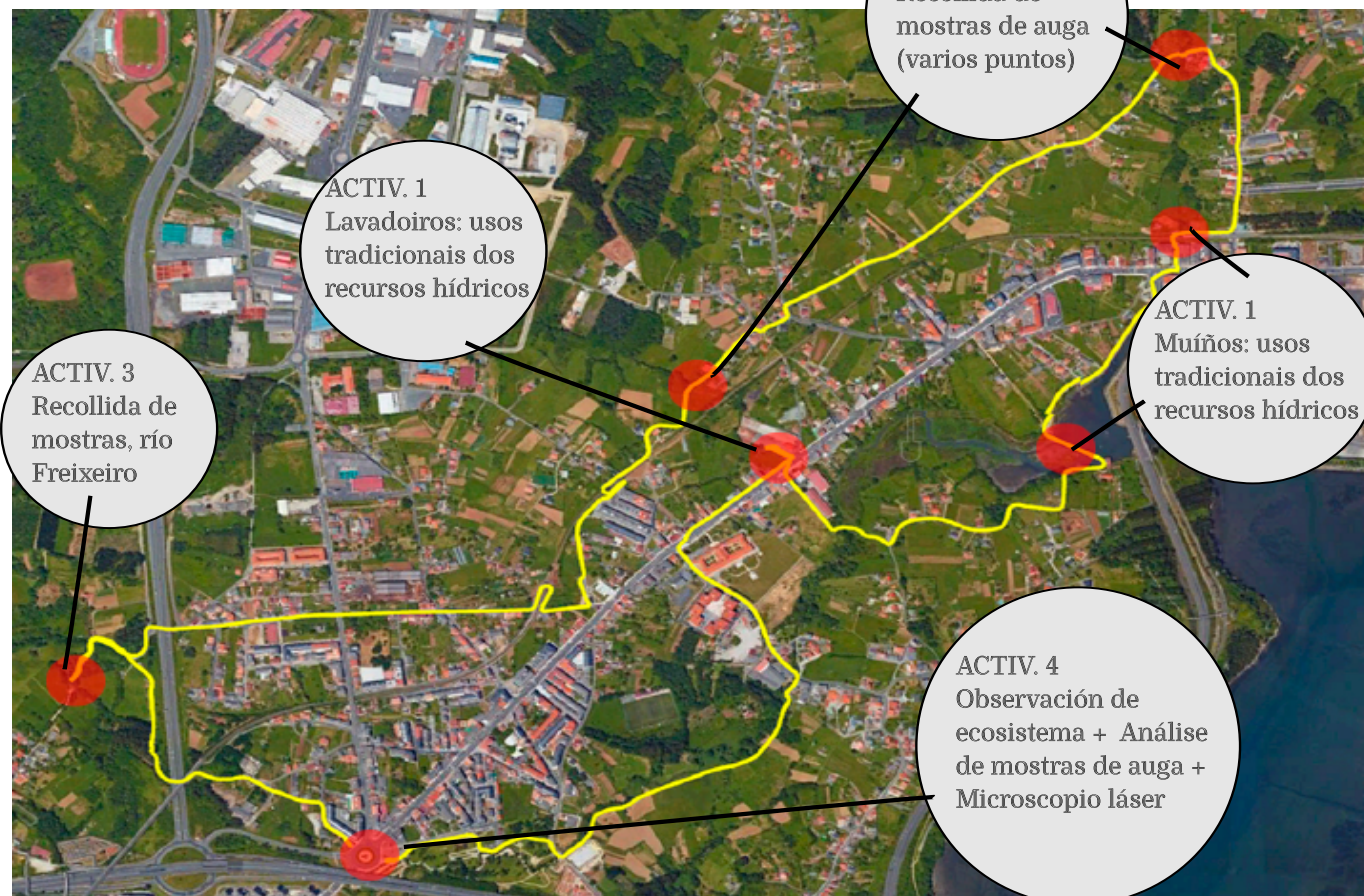 mostras de auga
(varios puntos)
ACTIV. 1
Lavadoiros: usos
tradicionais dos
recursos hídricos
ACTIV. 1
Muíños: usos
tradicionais dos
recursos hídricos
ACTIV. 3
Recollida de
mostras, río
Freixeiro
ACTIV. 4
Observación de
ecosistema + Análise
de mostras de auga +
Microscopio láser